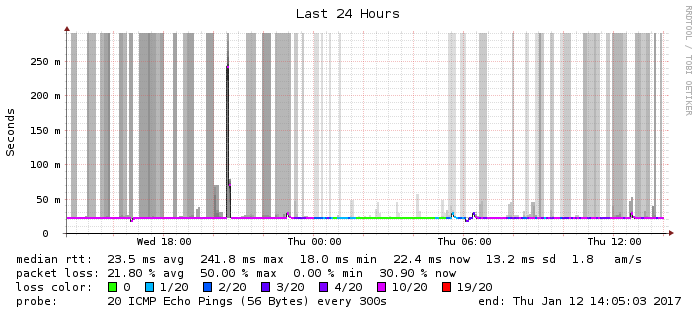 Last 24 Hours
RRDTOOL / TOBI OETIKER
Seconds
250 m
200 m
150 m
100 m
50 m
0
Wed 18:00 Thu 00:00 Thu 06:00 Thu 12:00
median rtt: 23.5 ms avg 241.8 ms max 18.0 ms min 22.4 ms now 13.2 ms sd 1.8 am/s
packet loss: 21.80 % avg 50.00 % max 0.00 % min 30.90 % now
loss color: 0 1/20 2/20 3/20 4/20 10/20 19/20
probe: 20 ICMP Echo Pings (56 Bytes) every 300s end: Thu Jan 12 14:05:03 2017